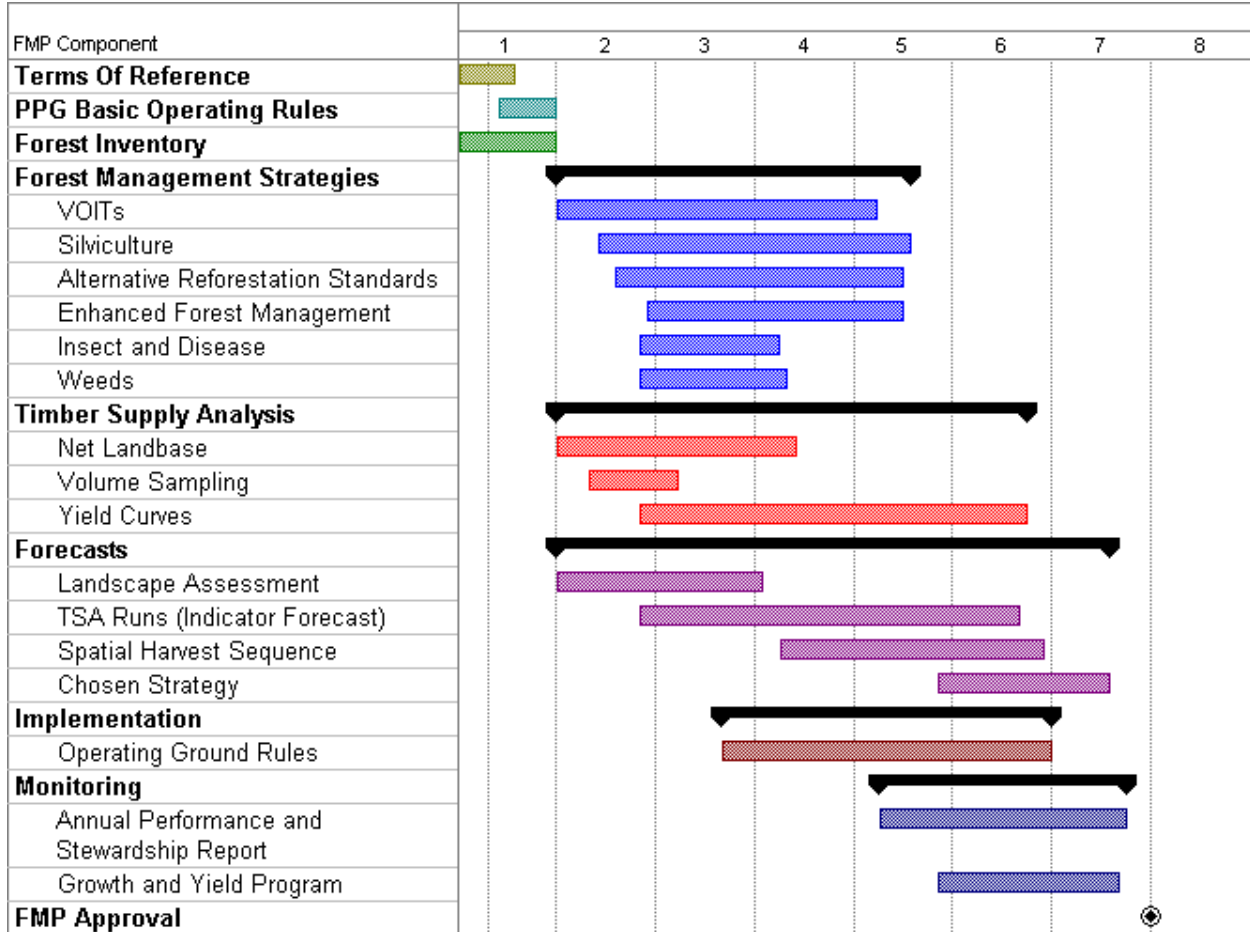 FMP Component 1 2 3 4 5 6 7 8
Terms Of Reference
PPG Basic Operating Rules
Forest Inventory
Forest Management Strategies
VOITs
Silviculture
Alternative Reforestation Standards
Enhanced Forest Management
Insect and Disease
Weeds
Timber Supply Analysis
Net Landbase
Volume Sampling
Yield Curves
Forecasts
Landscape Assessment
TSA Runs (Indicator Forecast)
Spatial Harvest Sequence
Chosen Strategy
Implementation
Operating Ground Rules
Monitoring
Annual Performance and
Stewardship Report
Growth and Yield Program
FMP Approval